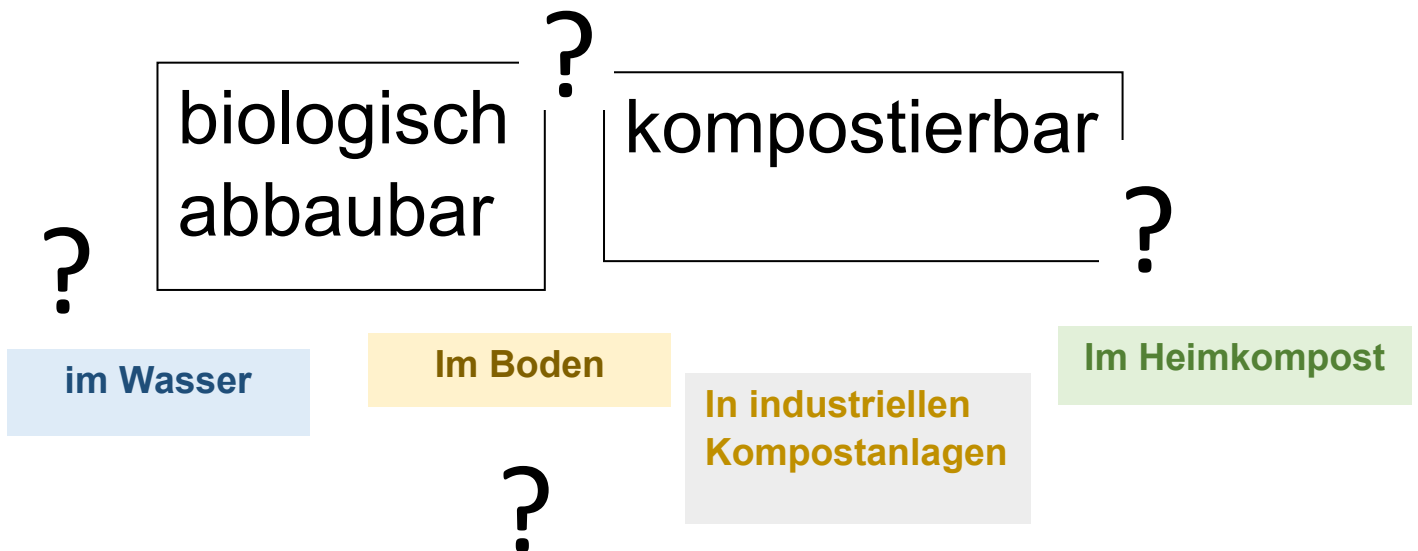 ?
biologisch
abbaubar
kompostierbar
?
?
im Wasser
Im Boden
In industriellen
Kompostanlagen
Im Heimkompost
?